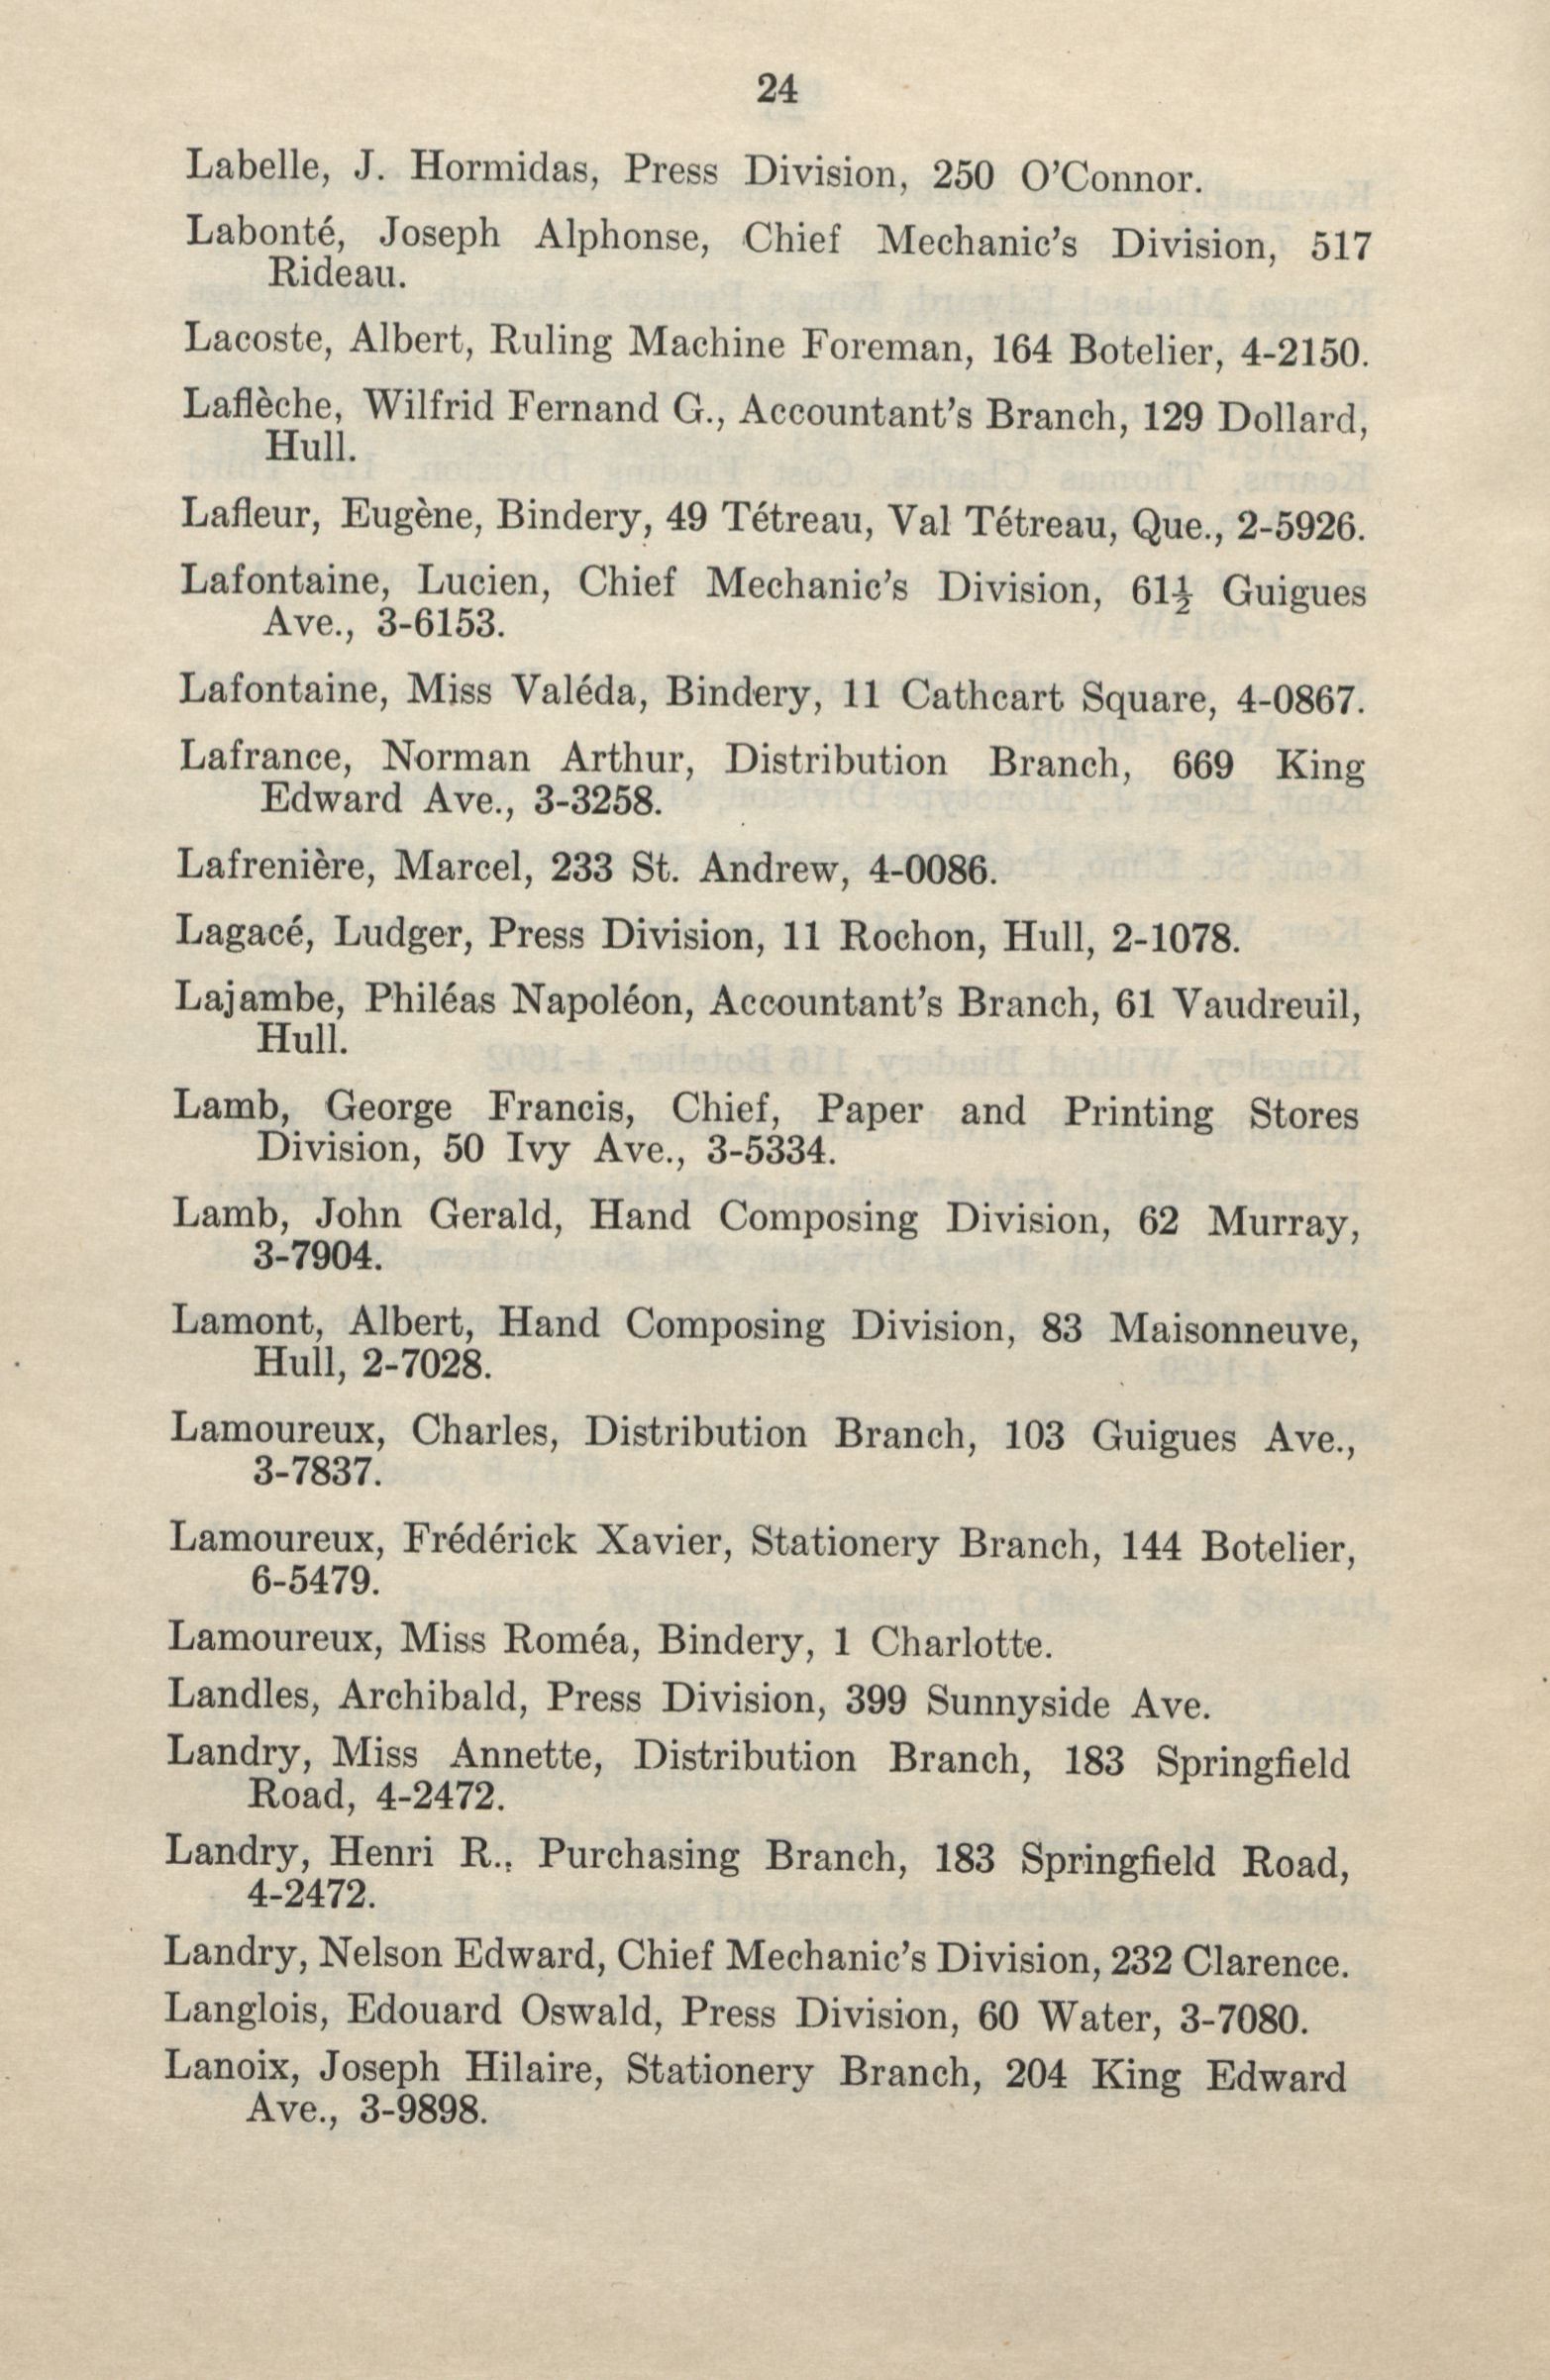 24
Labelle, J. Hormidas, Press Division, 250 O'Connor.
Labonté, Joseph Alphonse, Chief Mechanic's Division, 517
Rideau.
Lacoste, Albert, Ruling Machine Foreman, 164 Botelier, 4-2150.
Laflèche, Wilfrid Fernand G., Accountant's Branch, 129 Dollard,
Hull.
Lafleur, Eugène, Bindery, 49 Tétreau, Val Tétreau, Que., 2-5926.
Lafontaine, Lucien, Chief Mechanic's Division, 61½ Guigues
Ave., 3-6153.
Lafontaine, Miss Valéda, Bindery, 11 Cathcart Square, 4-0867.
Lafrance, Norman Arthur, Distribution Branch, 669 King
Edward Ave., 3-3258.
Lafrenière, Marcel, 233 St. Andrew, 4-0086.
Lagacé, Ludger, Press Division, 11 Rochon, Hull, 2-1078.
Lajambe, Philéas Napoléon, Accountant's Branch, 61 Vaudreuil,
Hull.
Lamb, George Francis, Chief, Paper and Printing Stores
Division, 50 Ivy Ave., 3-5334.
Lamb, John Gerald, Hand Composing Division, 62 Murray,
3-7904.
Lamont, Albert, Hand Composing Division, 83 Maisonneuve,
Hull, 2-7028.
Lamoureux, Charles, Distribution Branch, 103 Guigues Ave.,
3-7837.
Lamoureux, Frédérick Xavier, Stationery Branch, 144 Botelier,
6-5479.
Lamoureux, Miss Roméa, Bindery, 1 Charlotte.
Landles, Archibald, Press Division, 399 Sunnyside Ave.
Landry, Miss Annette, Distribution Branch, 183 Springfield
Road, 4-2472.
Landry, Henri R., Purchasing Branch, 183 Springfield Road,
4-2472.
Landry, Nelson Edward, Chief Mechanic's Division, 232 Clarence.
Langlois, Edouard Oswald, Press Division, 60 Water, 3-7080.
Lanoix, Joseph Hilaire, Stationery Branch, 204 King Edward
Ave., 3-9898.